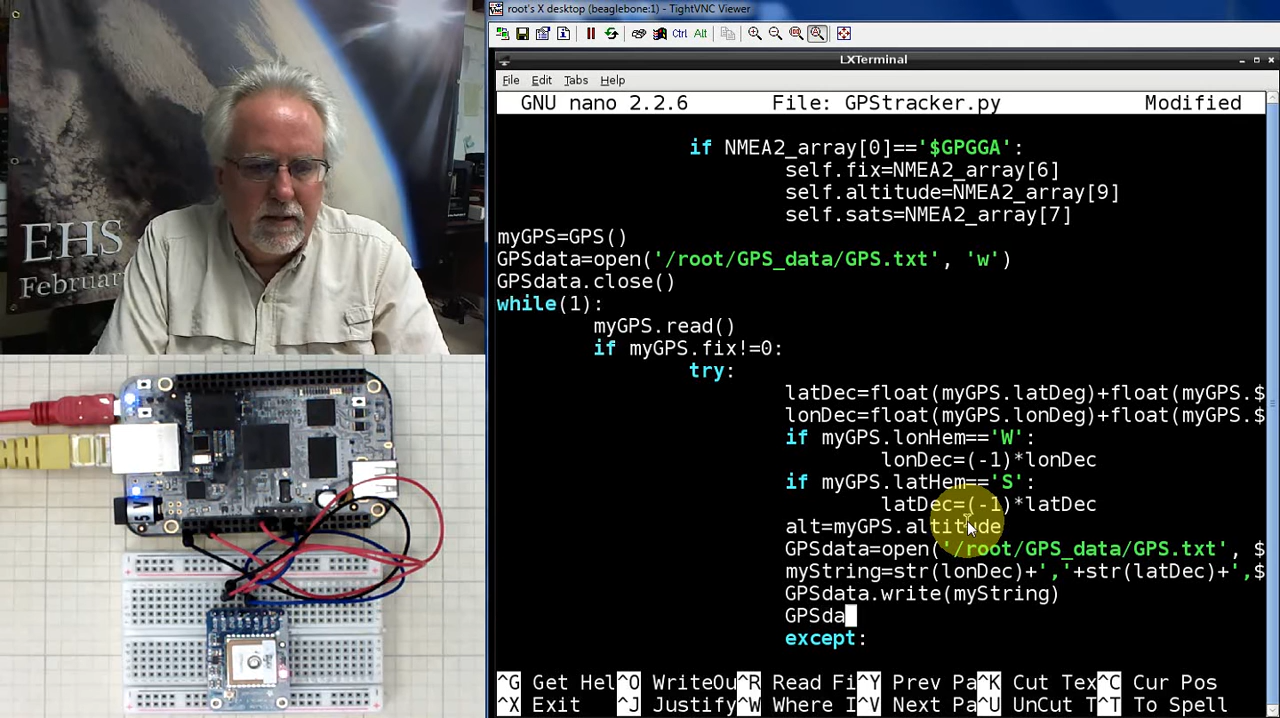 root's X desktop (beaglebone:1) - TightVNC Viewer
Ctrl Alt
LXTerminal
File Edit Tabs Help
GNU nano 2.2.6 File: GPStracker.py Modified
if NMEA2_array[0]=='$GPGGA':
self.fix=NMEA2_array[6]
self.altitude=NMEA2_array[9]
self.sats=NMEA2_array[7]
myGPS=GPS()
GPSdata=open('/root/GPS_data/GPS.txt', 'w')
GPSdata.close()
while(1):
myGPS.read()
if myGPS.fix!=0:
try:
latDec=float(myGPS.latDeg)+float(myGPS.$
lonDec=float(myGPS.lonDeg)+float(myGPS.$
if myGPS.lonHem=='W':
lonDec=(-1)*lonDec
if myGPS.latHem=='S':
latDec=(-1)*latDec
alt=myGPS.altitude
GPSdata=open('/root/GPS_data/GPS.txt', $
myString=str(lonDec)+','+str(latDec)+',$
GPSdata.write(myString)
GPSda
except:
^G Get Hel^O WriteOu^R Read Fi^Y Prev Pa^K Cut Tex^C Cur Pos
^X Exit ^J Justify^W Where I^V Next Pa^U UnCut T^T To Spell
EHS
February
5V
element14